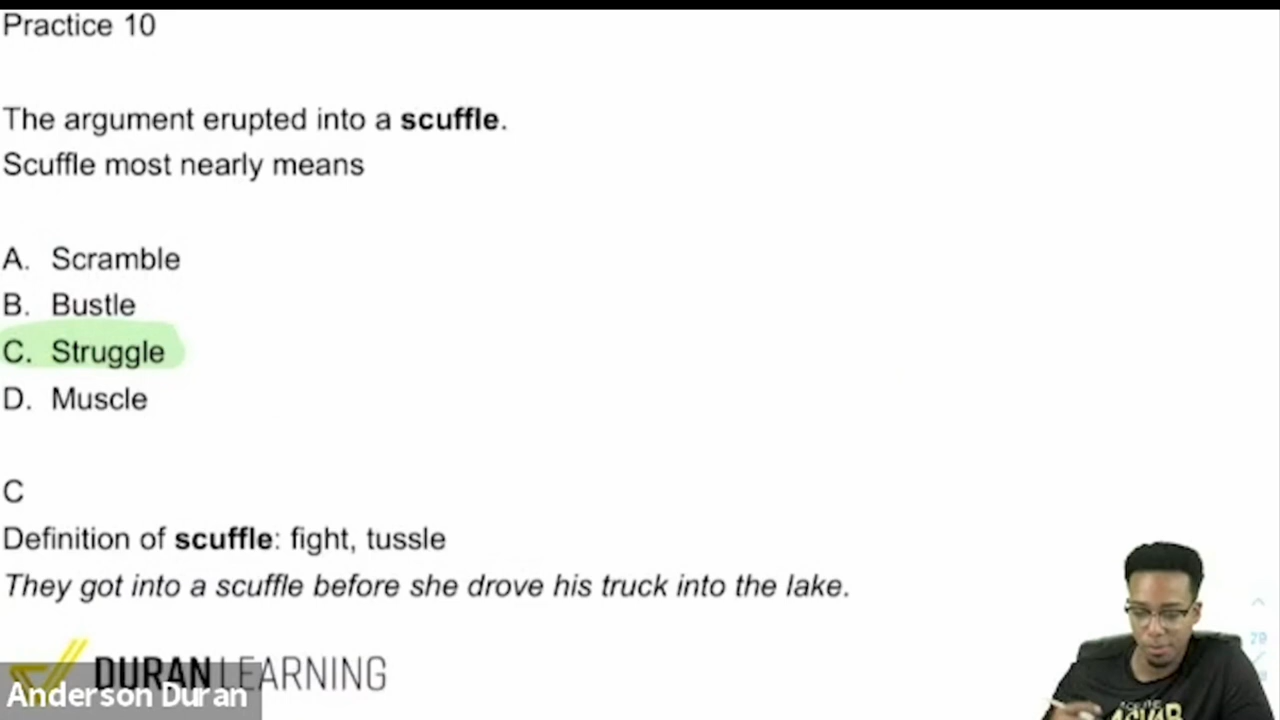 Practice 10
The argument erupted into a scuffle.
Scuffle most nearly means
A. Scramble
B. Bustle
C. Struggle
D. Muscle
C
Definition of scuffle: fight, tussle
They got into a scuffle before she drove his truck into the lake.
DURAN LEARNING
Anderson Duran